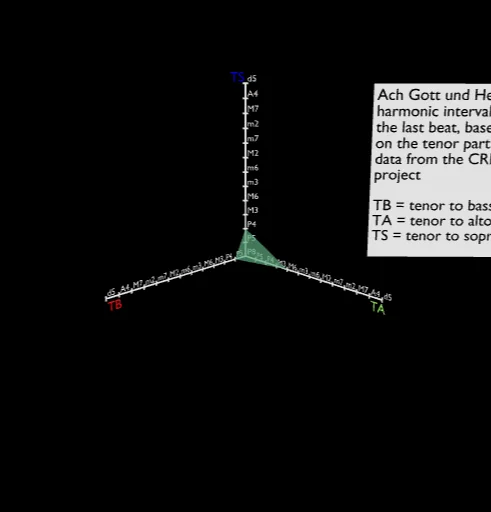 TS d5
A4
M7
m2
m7
M2
m6
m3
M6
M3
P4
P5
P8
d5 A4 M7 m2 m7 M2 m6 m3 M6 M3 P4
TB
M3 M6 m3 m6 M2 m7 m2 M7 A4 d5
TA
Ach Gott und He
harmonic interval
the last beat, base
on the tenor part
data from the CR
project
TB = tenor to bass
TA = tenor to alto
TS = tenor to sopr